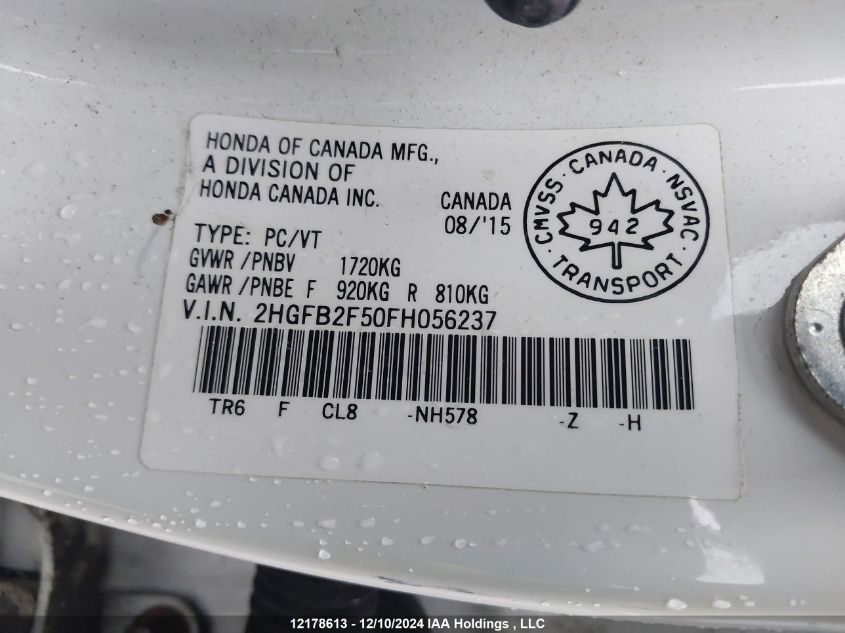 HONDA OF CANADA MFG.,
A DIVISION OF
HONDA CANADA INC.
CANADA
08/'15
TYPE: PC/VT
GVWR/PNBV 1720KG
GAWR/PNBE F 920KG R 810KG
V.I.N. 2HGFB2F50FH056237
TR6 F CL8 -NH578 -Z -H
CMVSS · CANADA · NSVAC
942
· TRANSPORT ·
12178613 - 12/10/2024 IAA Holdings , LLC